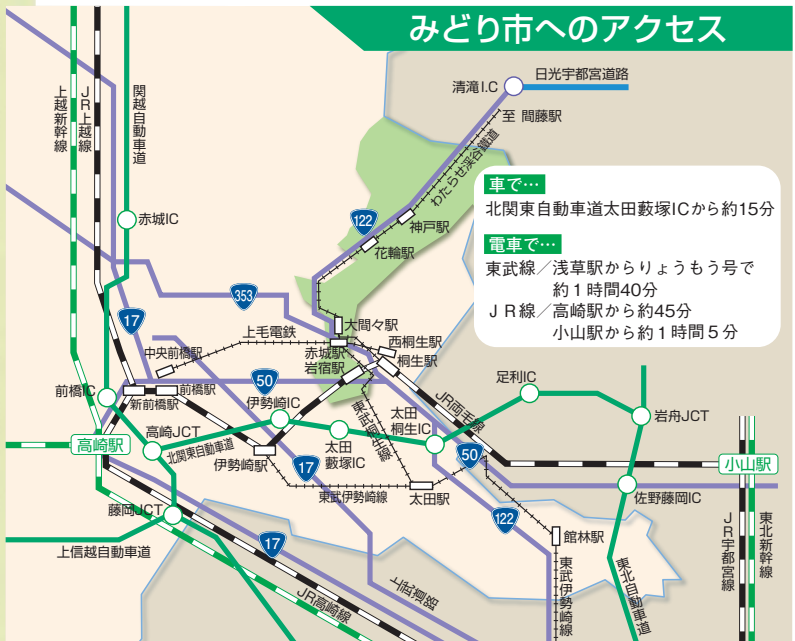 みどり市へのアクセス
日光宇都宮道路
清滝I.C
至 間藤駅
わたらせ渓谷鐵道
上越新幹線
JR上越線
関越自動車道
車で…
北関東自動車道太田藪塚ICから約15分
電車で…
東武線／浅草駅からりょうもう号で
約1時間40分
JR線／高崎駅から約45分
小山駅から約1時間5分
赤城IC
122
神戸駅
花輪駅
353
17
大間々駅
上毛電鉄
西桐生駅
赤城駅
桐生駅
中央前橋駅
岩宿駅
50
足利IC
前橋IC
前橋駅
新前橋駅
伊勢崎IC
JR両毛線
太田
桐生IC
岩舟JCT
東武桐生線
高崎JCT
高崎駅
北関東自動車道
太田
藪塚IC
伊勢崎駅
17
50
小山駅
東武伊勢崎線
太田駅
佐野藤岡IC
藤岡JCT
122
館林駅
17
上信越自動車道
上武道路
JR高崎線
東武伊勢崎線
東北自動車道
JR宇都宮線
東北新幹線